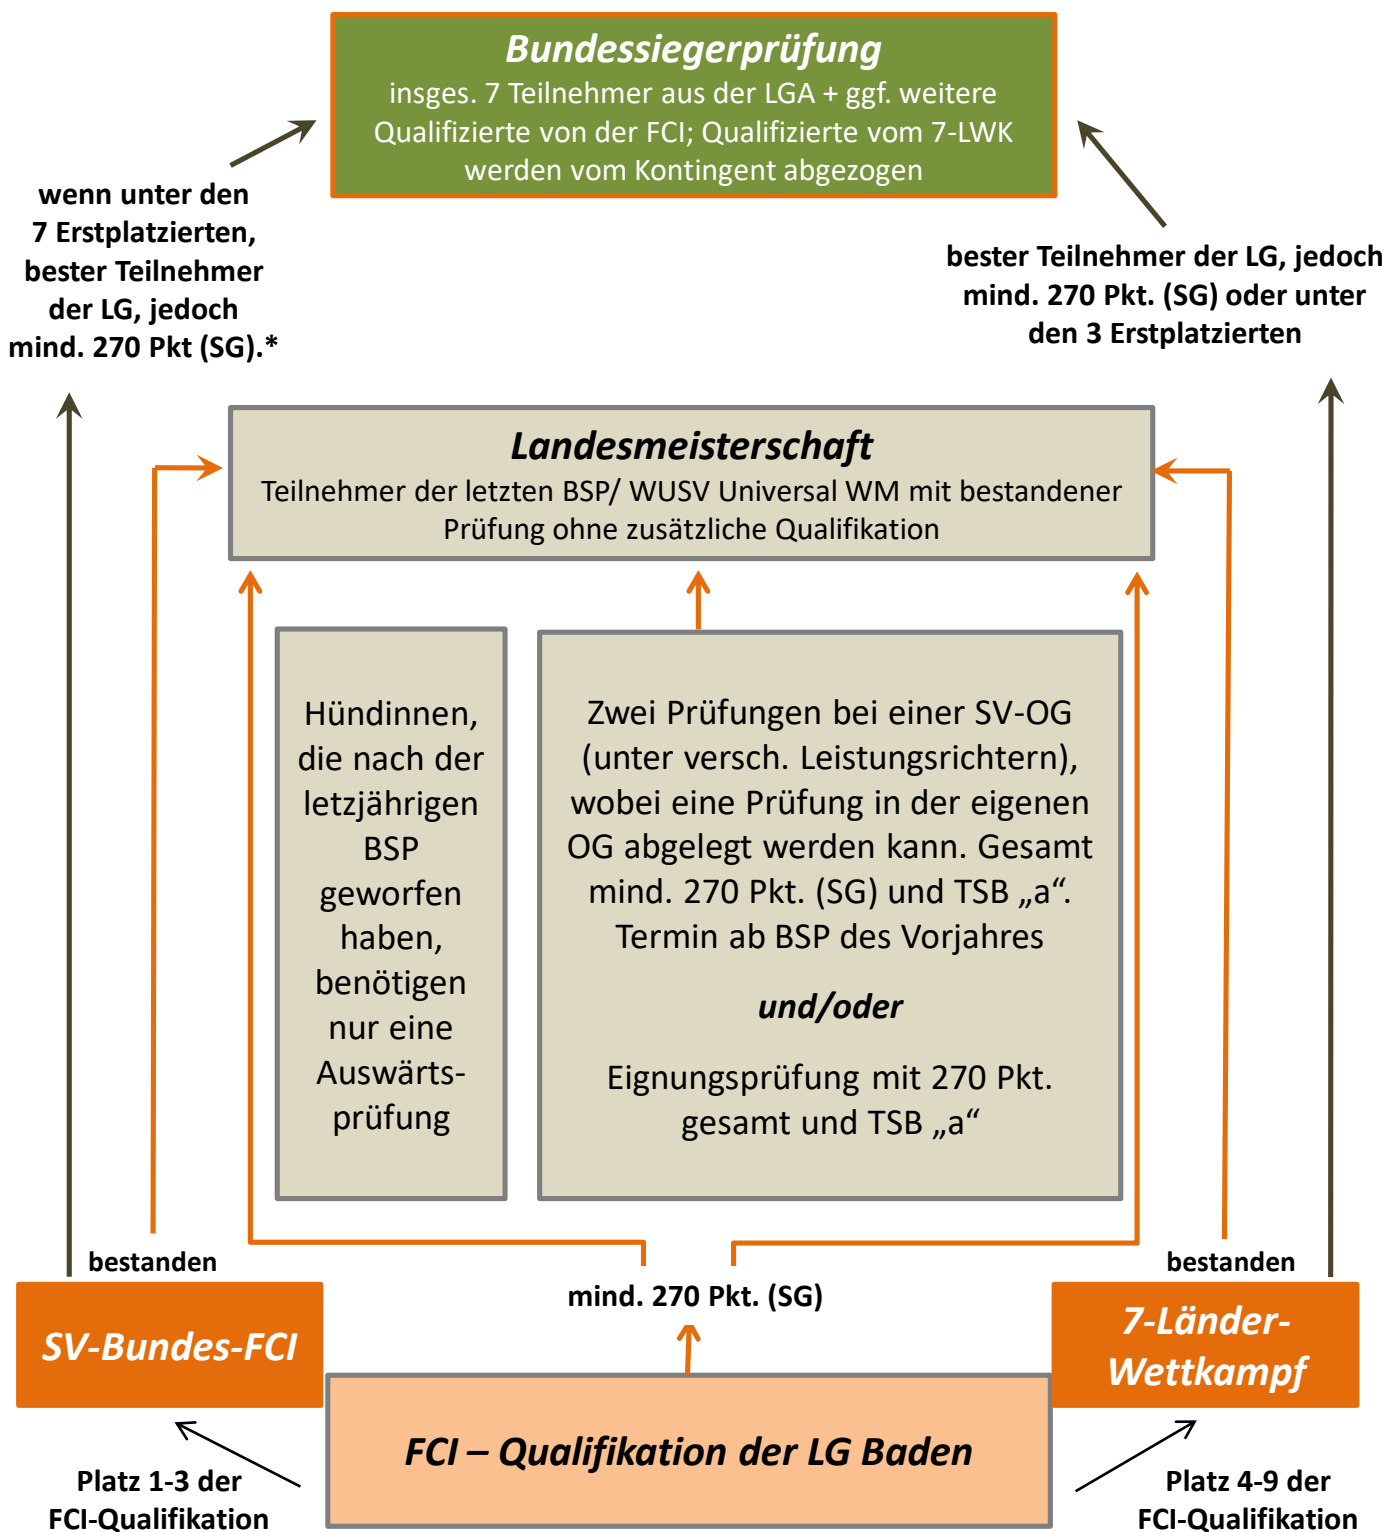 Bundessiegerprüfung
insges. 7 Teilnehmer aus der LGA + ggf. weitere
Qualifizierte von der FCI; Qualifizierte vom 7-LWK
werden vom Kontingent abgezogen
wenn unter den
7 Erstplatzierten,
bester Teilnehmer
der LG, jedoch
mind. 270 Pkt (SG).*
bester Teilnehmer der LG, jedoch
mind. 270 Pkt. (SG) oder unter
den 3 Erstplatzierten
Landesmeisterschaft
Teilnehmer der letzten BSP/ WUSV Universal WM mit bestandener
Prüfung ohne zusätzliche Qualifikation
Hündinnen,
die nach der
letzjährigen
BSP
geworfen
haben,
benötigen
nur eine
Auswärts-
prüfung
Zwei Prüfungen bei einer SV-OG
(unter versch. Leistungsrichtern),
wobei eine Prüfung in der eigenen
OG abgelegt werden kann. Gesamt
mind. 270 Pkt. (SG) und TSB „a“.
Termin ab BSP des Vorjahres
und/oder
Eignungsprüfung mit 270 Pkt.
gesamt und TSB „a“
bestanden
bestanden
mind. 270 Pkt. (SG)
SV-Bundes-FCI
7-Länder-
Wettkampf
FCI – Qualifikation der LG Baden
Platz 1-3 der
FCI-Qualifikation
Platz 4-9 der
FCI-Qualifikation